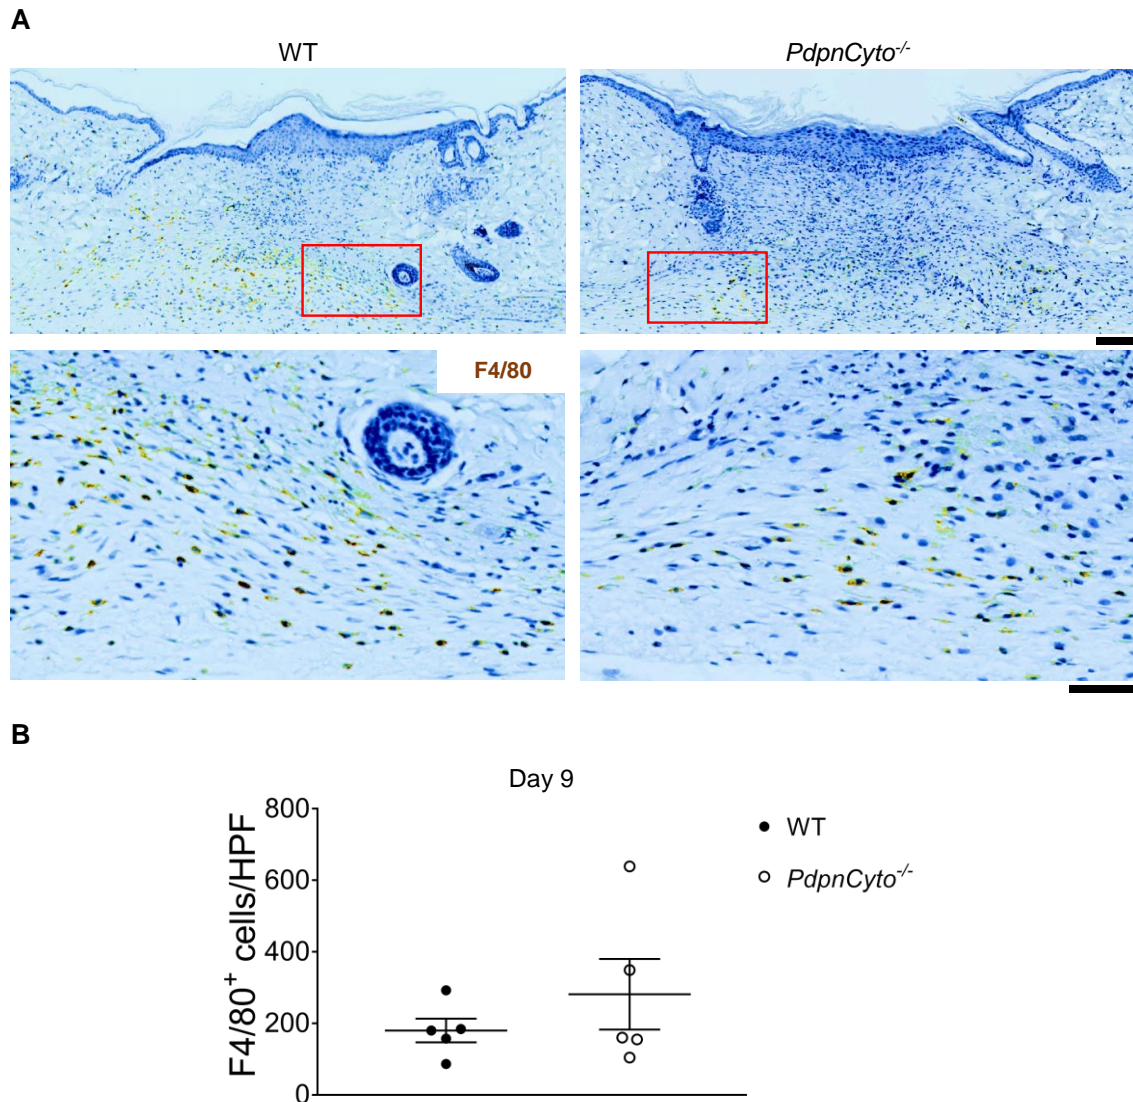 A
WT
PdpnCyto-/-
F4/80
B
Day 9
800
600
400
200
0
F4/80+ cells/HPF
WT
PdpnCyto-/-